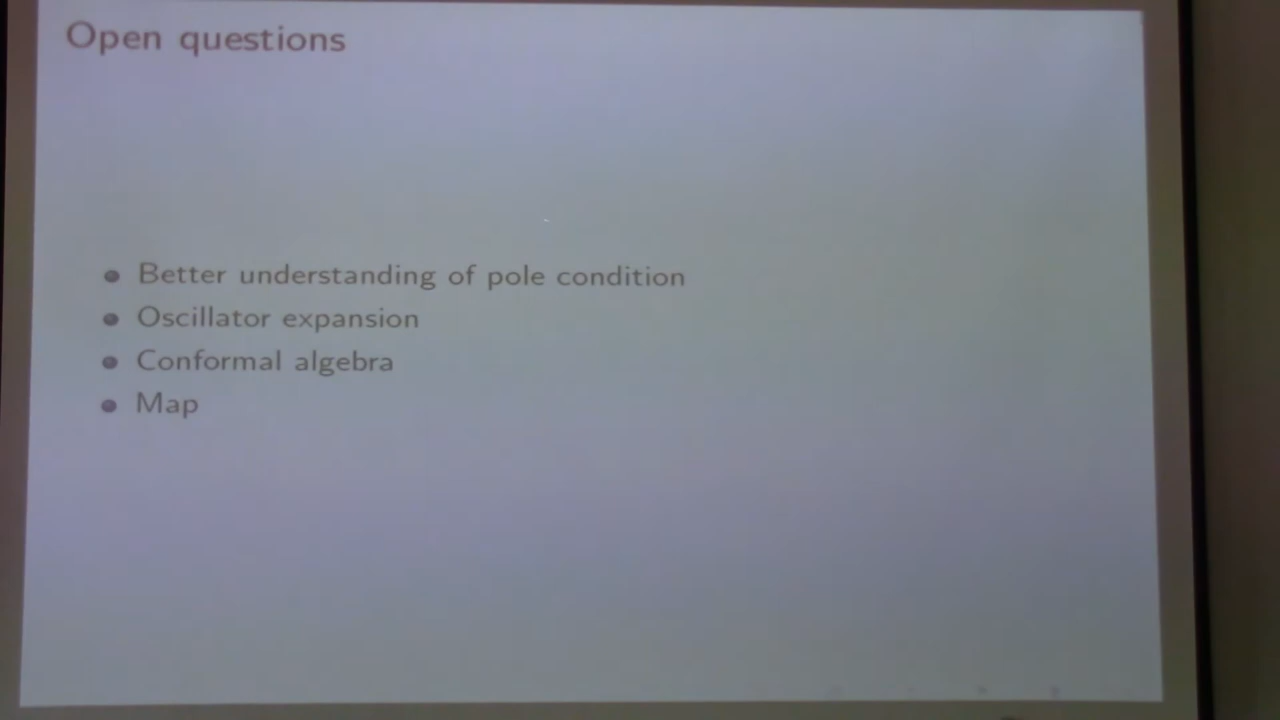 Open questions
Better understanding of pole condition
Oscillator expansion
Conformal algebra
Map